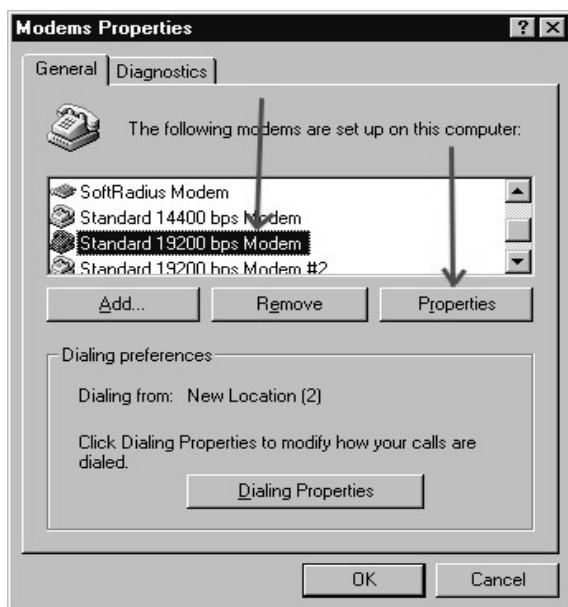 Modems Properties
General Diagnostics
The following modems are set up on this computer:
SoftRadius Modem
Standard 14400 bps Modem
Standard 19200 bps Modem
Standard 19200 bps Modem #2
Add... Remove Properties
Dialing preferences
Dialing from: New Location (2)
Click Dialing Properties to modify how your calls are
dialed.
Dialing Properties
OK Cancel